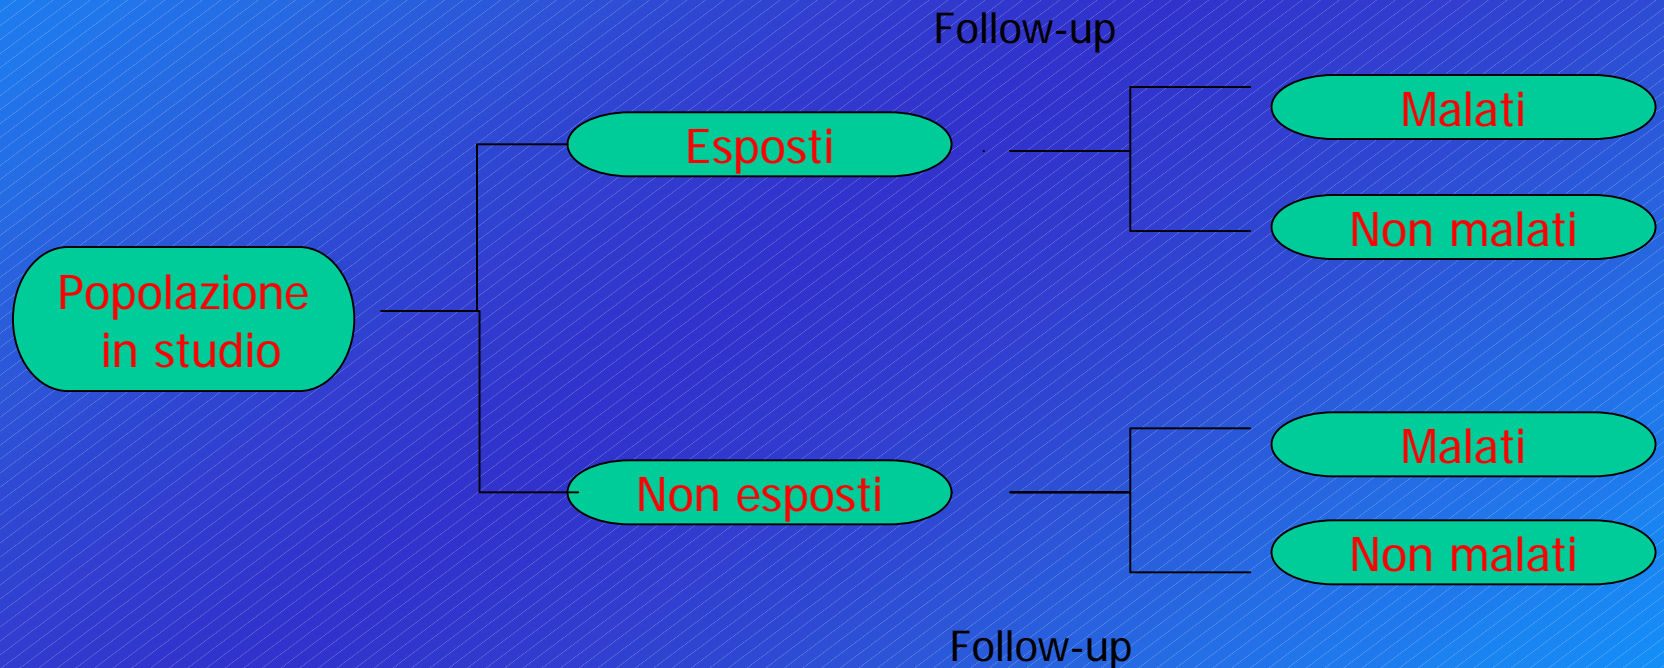 Follow-up
Malati
Esposti
Non malati
Popolazione
in studio
Malati
Non esposti
Non malati
Follow-up